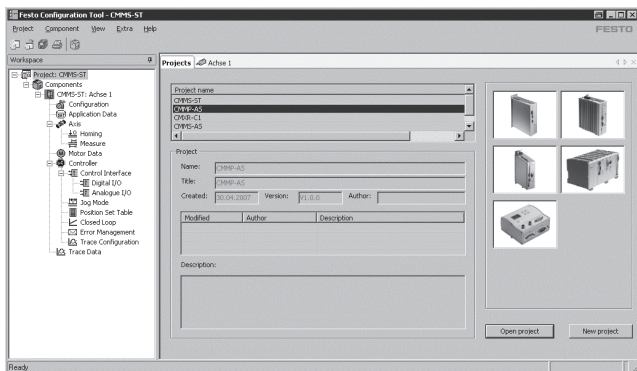 Festo Configuration Tool - CMMS-ST
Project Component View Extra Help
FESTO
Workspace
Project: CMMS-ST
Components
CMMS-ST: Achse 1
Configuration
Application Data
Axis
Homing
Measure
Motor Data
Controller
Control Interface
Digital I/O
Analogue I/O
Jog Mode
Position Set Table
Closed Loop
Error Management
Trace Configuration
Trace Data
Projects Achse 1
Project name
CMMS-ST
CMMP-AS
CMXR-C1
CMMS-AS
Project
Name: CMMP-AS
Title: CMMP-AS
Created: 30.04.2007 Version: V1.0.0 Author:
Modified Author Description
Description:
Open project New project
Ready